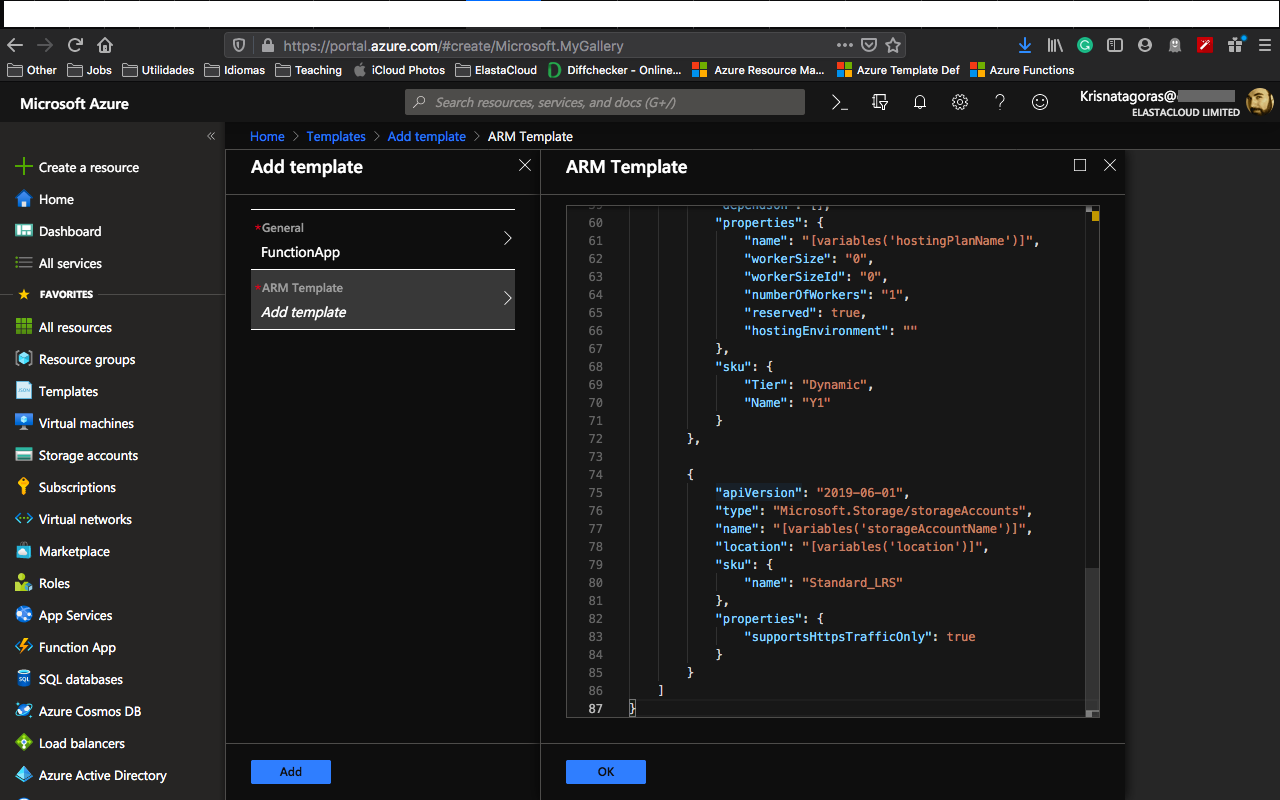 https://portal.azure.com/#create/Microsoft.MyGallery
Other Jobs Utilidades Idiomas Teaching iCloud Photos ElastaCloud Diffchecker - Online... Azure Resource Ma... Azure Template Def Azure Functions
Microsoft Azure
Search resources, services, and docs (G+/)
Krisnatagoras@
ELASTACLOUD LIMITED
Home > Templates > Add template > ARM Template
Create a resource
Home
Dashboard
All services
FAVORITES
All resources
Resource groups
Templates
Virtual machines
Storage accounts
Subscriptions
Virtual networks
Marketplace
Roles
App Services
Function App
SQL databases
Azure Cosmos DB
Load balancers
Azure Active Directory
Add template
*General
FunctionApp
*ARM Template
Add template
Add
ARM Template
59 "dependsOn": [],
60 "properties": {
61 "name": "[variables('hostingPlanName')]",
62 "workerSize": "0",
63 "workerSizeId": "0",
64 "numberOfWorkers": "1",
65 "reserved": true,
66 "hostingEnvironment": ""
67 },
68 "sku": {
69 "Tier": "Dynamic",
70 "Name": "Y1"
71 }
72 },
73
74 {
75 "apiVersion": "2019-06-01",
76 "type": "Microsoft.Storage/storageAccounts",
77 "name": "[variables('storageAccountName')]",
78 "location": "[variables('location')]",
79 "sku": {
80 "name": "Standard_LRS"
81 },
82 "properties": {
83 "supportsHttpsTrafficOnly": true
84 }
85 }
86 ]
87 }
OK